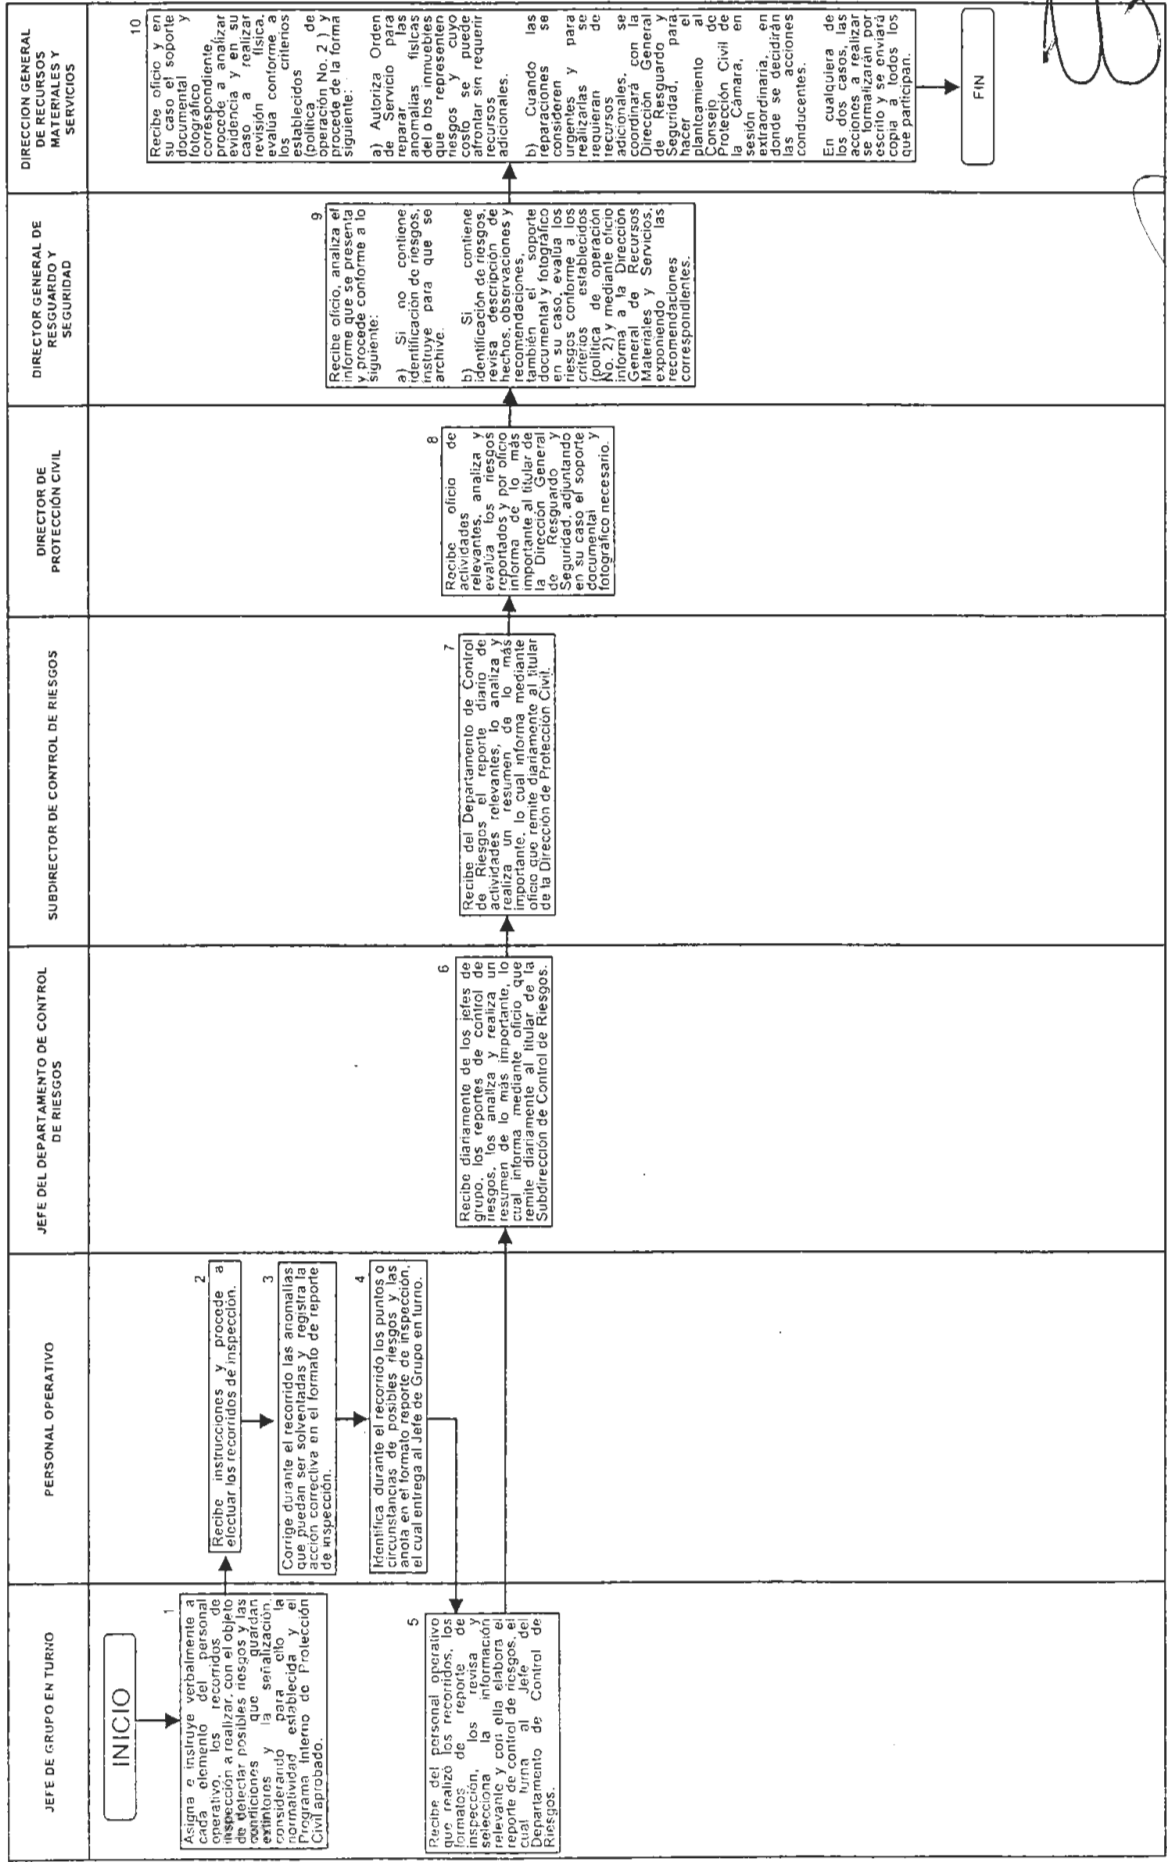 JEFE DE GRUPO EN TURNO
INICIO
1
Asigna e instruye verbalmente a
cada elemento del personal
operativo, los recorridos de
inspección a realizar, con el objeto
de detectar posibles riesgos y las
condiciones que guardan
extintores y la señalización,
considerando para ello la
normatividad establecida y el
Programa Interno de Protección
Civil aprobado.
5
Recibe del personal operativo
que realizó los recorridos, los
formatos de reporte de
inspección, los revisa y
selecciona la información
relevante y con ella elabora el
reporte de control de riesgos, el
cual turna al Jefe del
Departamento de Control de
Riesgos.
PERSONAL OPERATIVO
2
Recibe instrucciones y procede a
efectuar los recorridos de inspección.
3
Corrige durante el recorrido las anomalías
que puedan ser solventadas y registra la
acción correctiva en el formato de reporte
de inspección.
4
Identifica durante el recorrido los puntos o
circunstancias de posibles riesgos y las
anota en el formato reporte de inspección,
el cual entrega al Jefe de Grupo en turno.
JEFE DEL DEPARTAMENTO DE CONTROL
DE RIESGOS
6
Recibe diariamente de los jefes de
grupo, los reportes de control de
riesgos, los analiza y realiza un
resumen de lo más importante, lo
cual informa mediante oficio que
remite diariamente al titular de la
Subdirección de Control de Riesgos.
SUBDIRECTOR DE CONTROL DE RIESGOS
7
Recibe del Departamento de Control
de Riesgos el reporte diario de
actividades relevantes, lo analiza y
realiza un resumen de lo más
importante, lo cual informa mediante
oficio que remite diariamente al titular
de la Dirección de Protección Civil.
DIRECTOR DE
PROTECCIÓN CIVIL
8
Recibe oficio de
actividades
relevantes, analiza y
evalúa los riesgos
reportados y por oficio
informa de lo más
importante al titular de
la Dirección General
de Resguardo y
Seguridad, adjuntando
en su caso el soporte
documental y
fotográfico necesario.
DIRECTOR GENERAL DE
RESGUARDO Y
SEGURIDAD
9
Recibe oficio, analiza el
informe que se presenta
y procede conforme a lo
siguiente:
a) Si no contiene
identificación de riesgos,
instruye para que se
archive.
b) Si contiene
identificación de riesgos,
revisa descripción de
hechos, observaciones y
recomendaciones,
también el soporte
documental y fotográfico
en su caso, evalúa los
riesgos conforme a los
criterios establecidos
(política de operación
No. 2) y mediante oficio
informa a la Dirección
General de Recursos
Materiales y Servicios,
exponiendo las
recomendaciones
correspondientes.
DIRECCION GENERAL
DE RECURSOS
MATERIALES Y
SERVICIOS
10
Recibe oficio y en
su caso el soporte
documental y
fotográfico
correspondiente,
procede a analizar
evidencia y en su
caso a realizar
revisión física,
evalúa conforme a
los criterios
establecidos
(política de
operación No. 2 ) y
procede de la forma
siguiente:
a) Autoriza Orden
de Servicio para
reparar las
anomalías físicas
del o los inmuebles
que representen
riesgos y cuyo
costo se puede
afrontar sin requerir
recursos
adicionales.
b) Cuando las
reparaciones se
consideren
urgentes y para
realizarlas se
requieran de
recursos
adicionales, se
coordinará con la
Dirección General
de Resguardo y
Seguridad, para
hacer el
planteamiento al
Consejo de
Protección Civil de
la Cámara, en
sesión
extraordinaria, en
donde se decidirán
las acciones
conducentes.
En cualquiera de
los dos casos, las
acciones a realizar
se formalizarán por
escrito y se enviará
copia a todos los
que participan.
FIN